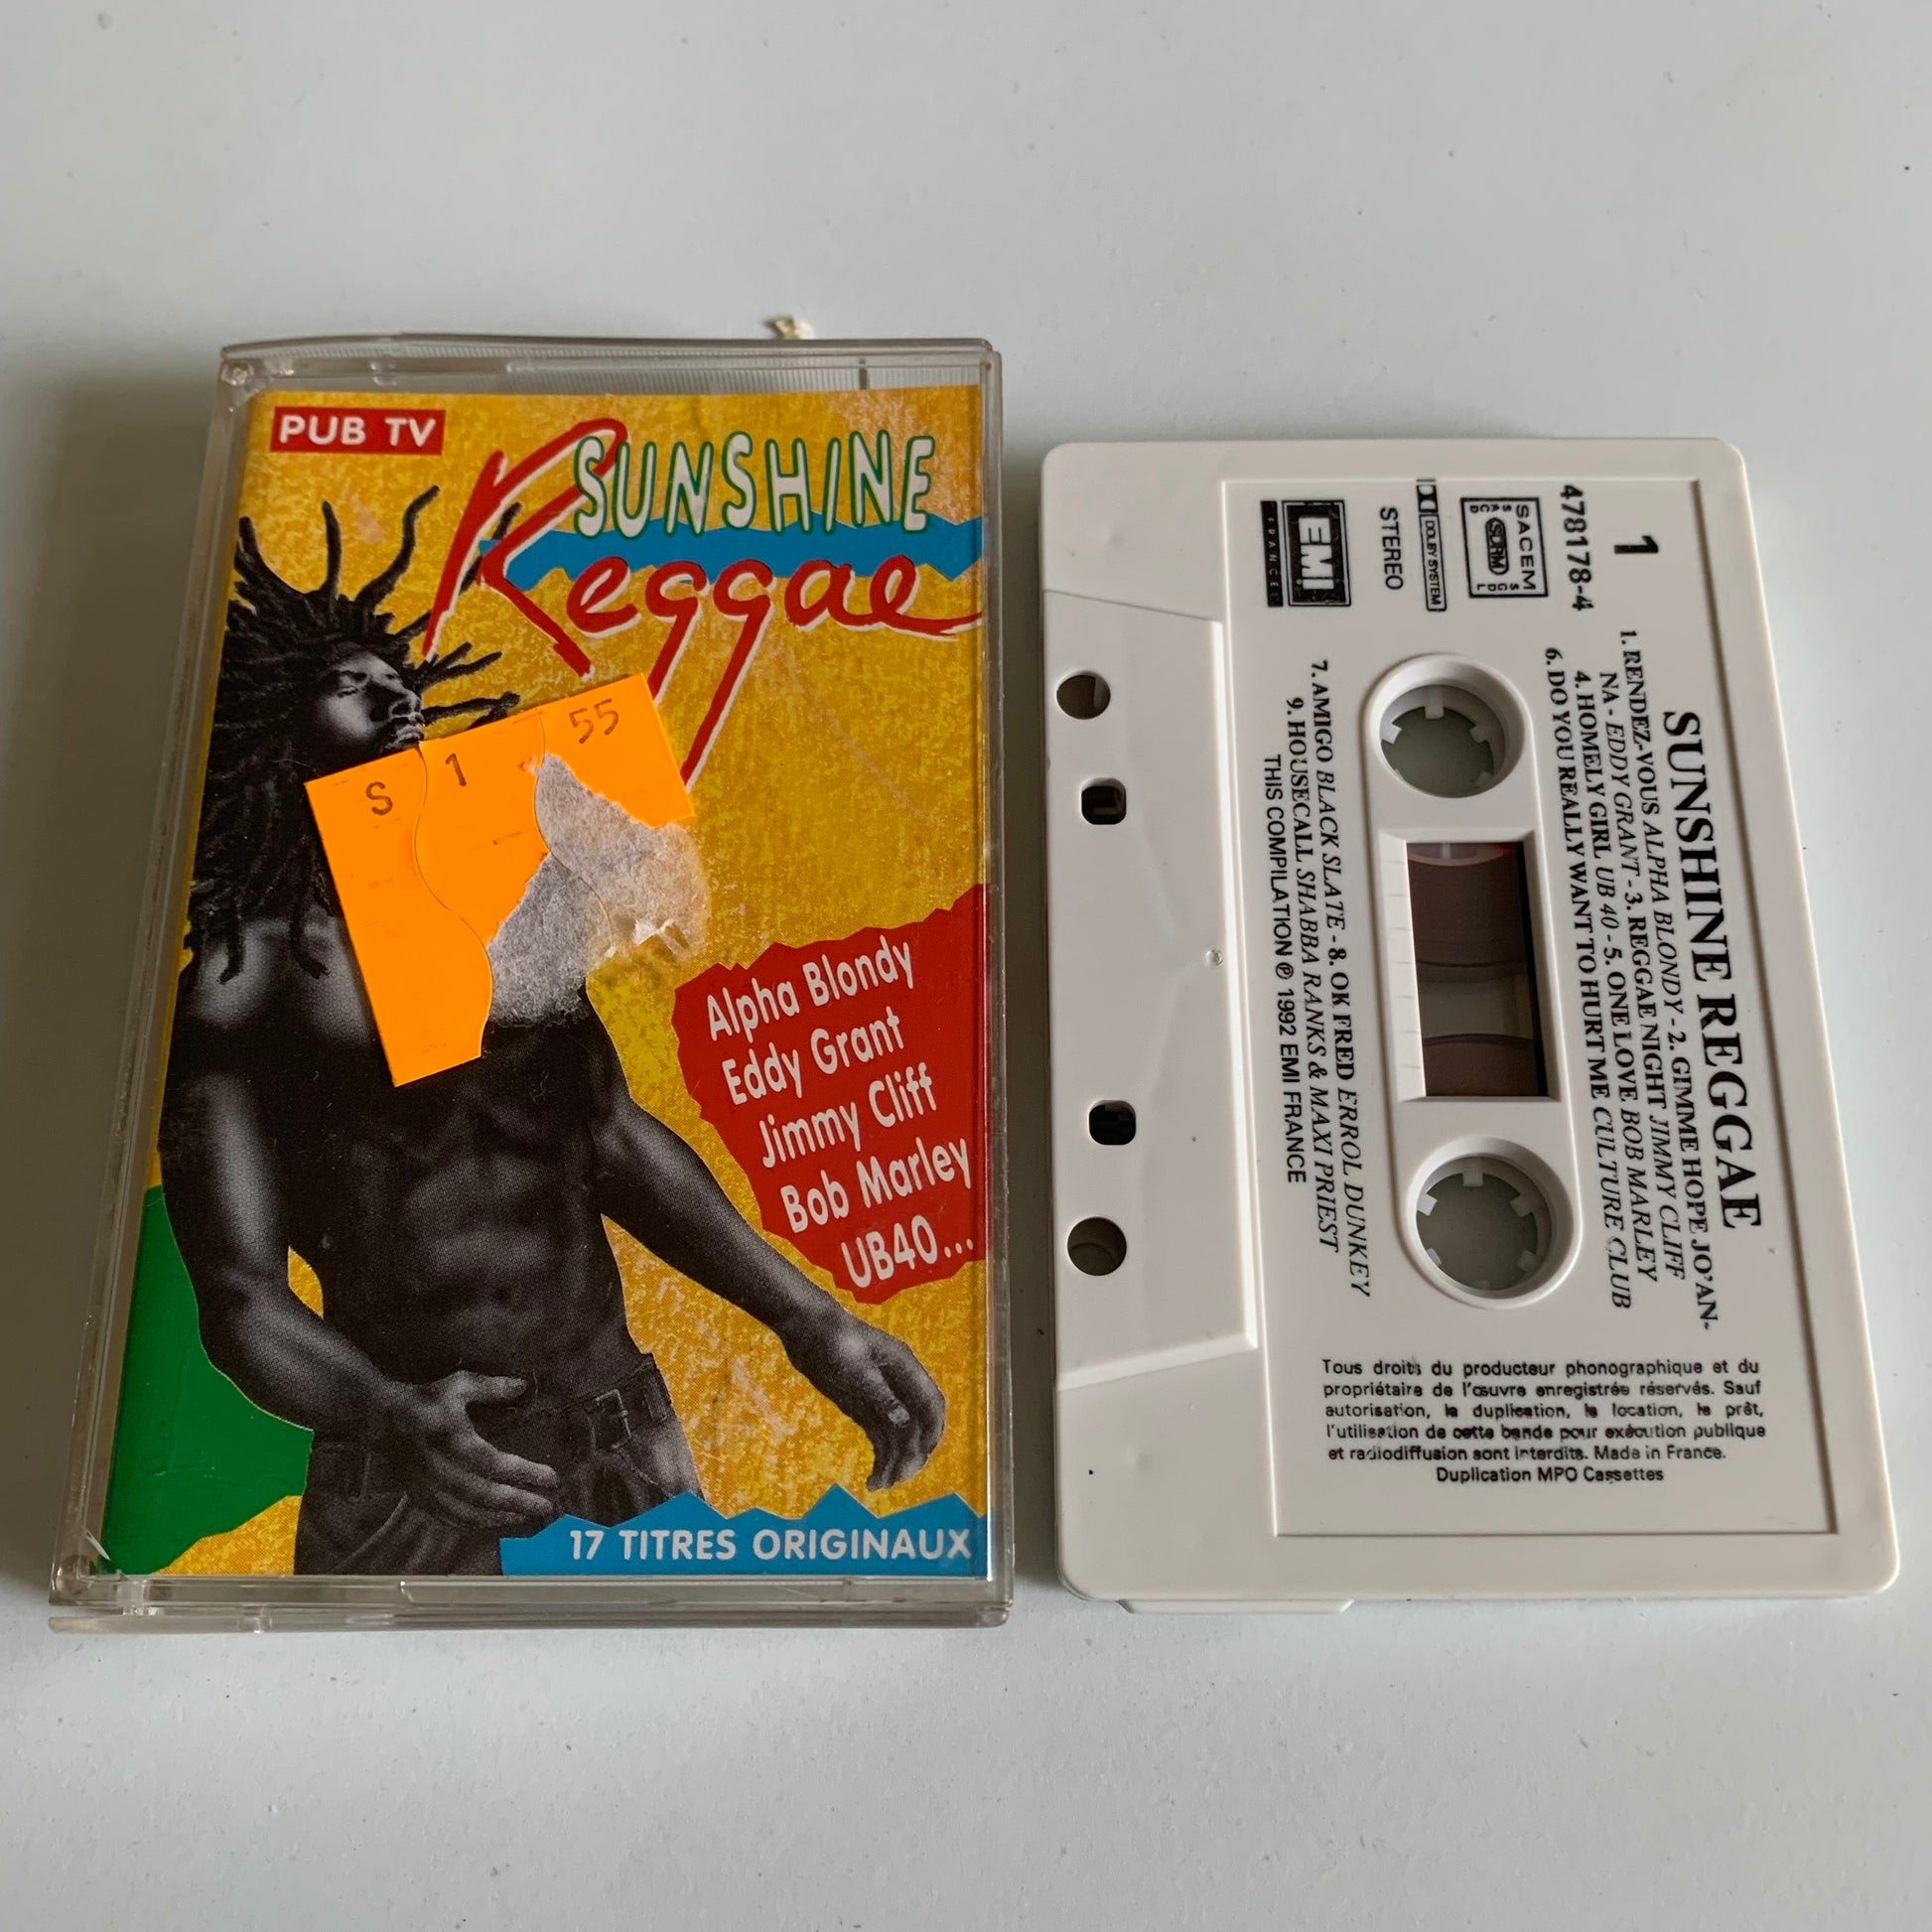 PUB TV
SUNSHINE
Reggae
S 1 55
Alpha Blondy
Eddy Grant
Jimmy Cliff
Bob Marley
UB40...
17 TITRES ORIGINAUX
1
478178-4
SACEM
SDRM
SACD
SGDL
DOLBY SYSTEM
STEREO
EMI
FRANCE
SUNSHINE REGGAE
1. RENDEZ-VOUS ALPHA BLONDY - 2. GIMME HOPE JO'AN-
NA - EDDY GRANT - 3. REGGAE NIGHT JIMMY CLIFF
4. HOMELY GIRL UB 40 - 5. ONE LOVE BOB MARLEY
6. DO YOU REALLY WANT TO HURT ME CULTURE CLUB
7. AMIGO BLACK SLATE - 8. OK FRED ERROL DUNKEY
9. HOUSECALL SHABBA RANKS & MAXI PRIEST
THIS COMPILATION ℗ 1992 EMI FRANCE
Tous droits du producteur phonographique et du
propriétaire de l'œuvre enregistrée réservés. Sauf
autorisation, la duplication, la location, le prêt,
l'utilisation de cette bande pour exécution publique
et radiodiffusion sont interdits. Made in France.
Duplication MPO Cassettes